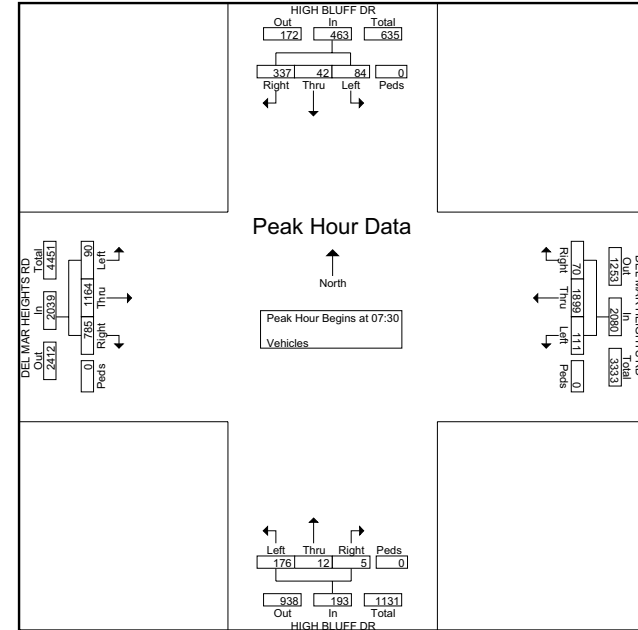 HIGH BLUFF DR
Out In Total
172 463 635
337 42 84 0
Right Thru Left Peds
Peak Hour Data
North
Peak Hour Begins at 07:30
Vehicles
DEL MAR HEIGHTS RD
Out In Total
2412 2039 4451
Peds Right Thru Left
0 785 1164 90
Out In Total
1253 2080 3333
Right Thru Left Peds
70 1899 111 0
Left Thru Right Peds
176 12 5 0
938 193 1131
Out In Total
HIGH BLUFF DR